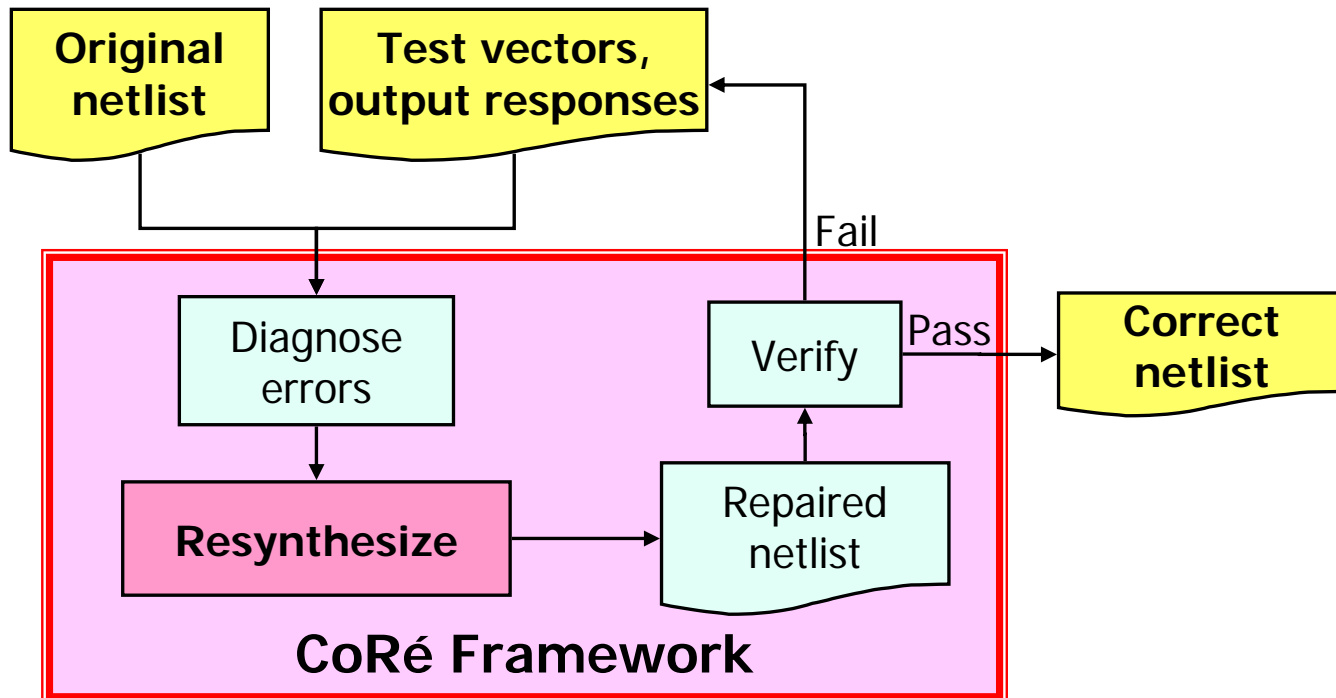 Original
netlist
Test vectors,
output responses
Fail
Diagnose
errors
Verify
Pass
Correct
netlist
Resynthesize
Repaired
netlist
CoRé Framework